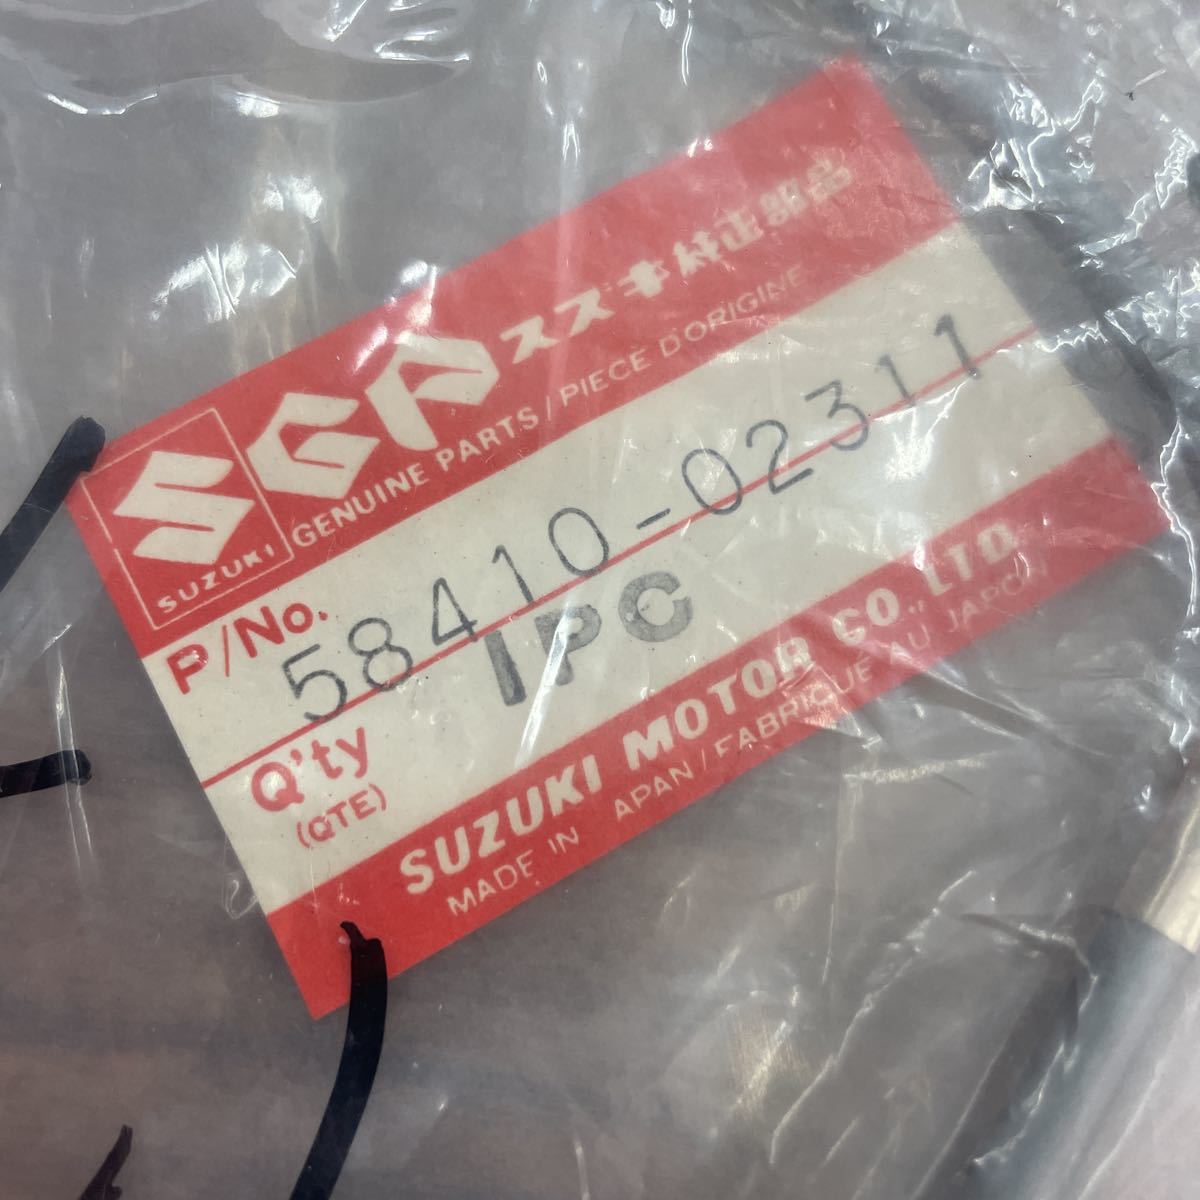 SGP スズキ純正部品
SUZUKI
GENUINE PARTS / PIECE D'ORIGINE
P/No. 58410-02311
Q'ty 1PC
(QTE)
SUZUKI MOTOR CO., LTD.
MADE IN JAPAN / FABRIQUÉ AU JAPON